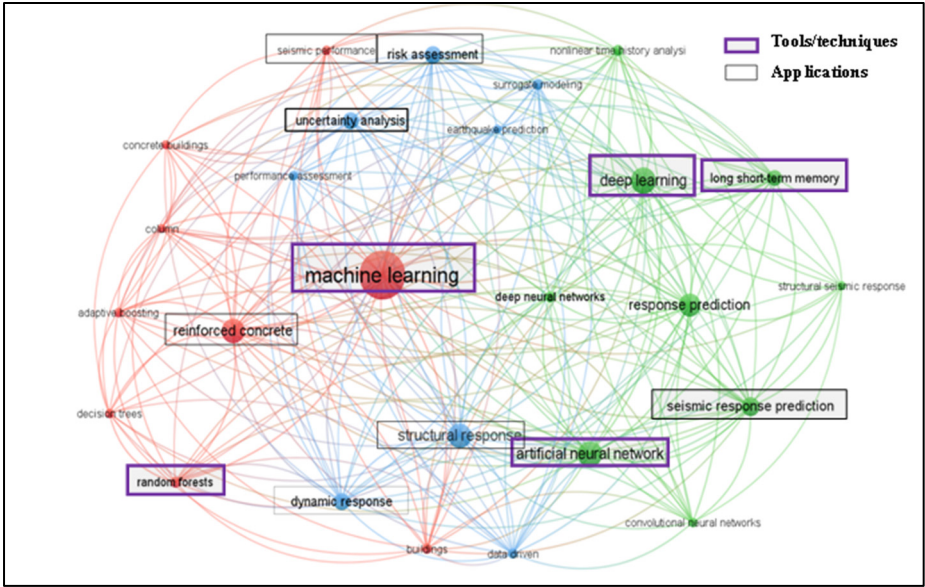 Tools/techniques
Applications
seismic performance
risk assessment
nonlinear time history analysi
surrogate modeling
uncertainty analysis
earthquake prediction
concrete buildings
performance assessment
deep learning
long short-term memory
column
machine learning
structural seismic response
deep neural networks
response prediction
adaptive boosting
reinforced concrete
decision trees
seismic response prediction
structural response
artificial neural network
random forests
dynamic response
convolutional neural networks
buildings
data driven